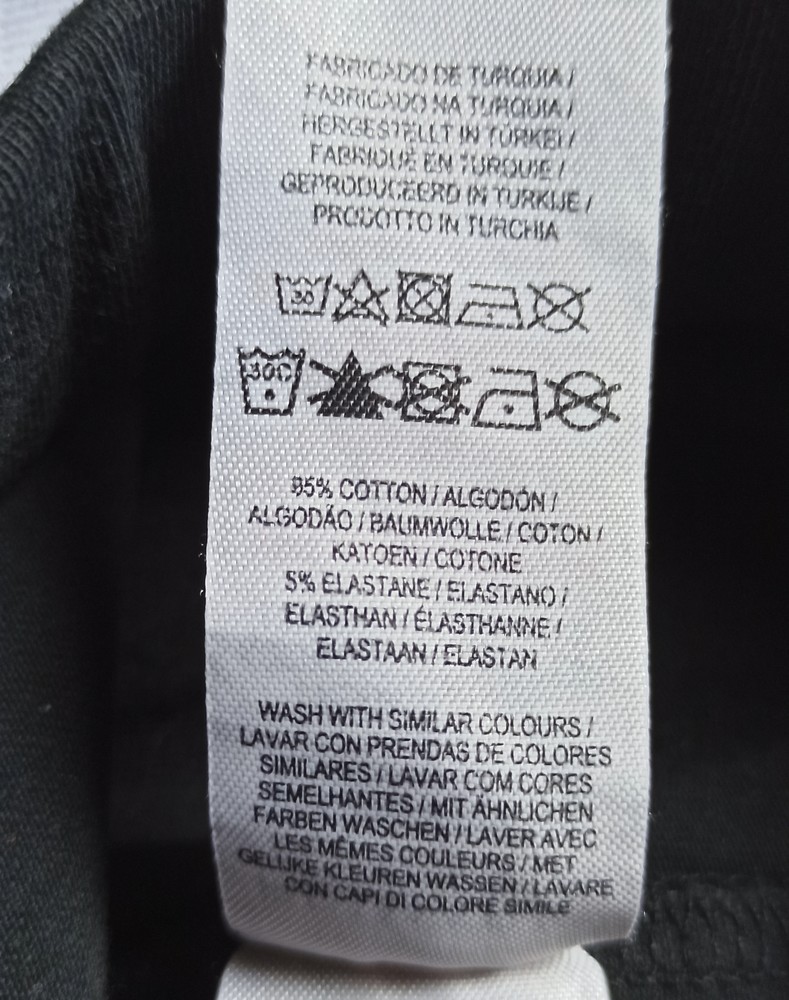 FABRICADO DE TURQUIA /
FABRICADO NA TURQUIA /
HERGESTELLT IN TÜRKEI /
FABRIQUÉ EN TURQUIE /
GEPRODUCEERD IN TURKIJE /
PRODOTTO IN TURCHIA
30
30C
95% COTTON / ALGODÓN /
ALGODÃO / BAUMWOLLE / COTON /
KATOEN / COTONE
5% ELASTANE / ELASTANO /
ELASTHAN / ÉLASTHANNE /
ELASTAAN / ELASTAN
WASH WITH SIMILAR COLOURS /
LAVAR CON PRENDAS DE COLORES
SIMILARES / LAVAR COM CORES
SEMELHANTES / MIT ÄHNLICHEN
FARBEN WASCHEN / LAVER AVEC
LES MÊMES COULEURS / MET
GELIJKE KLEUREN WASSEN / LAVARE
CON CAPI DI COLORE SIMILE